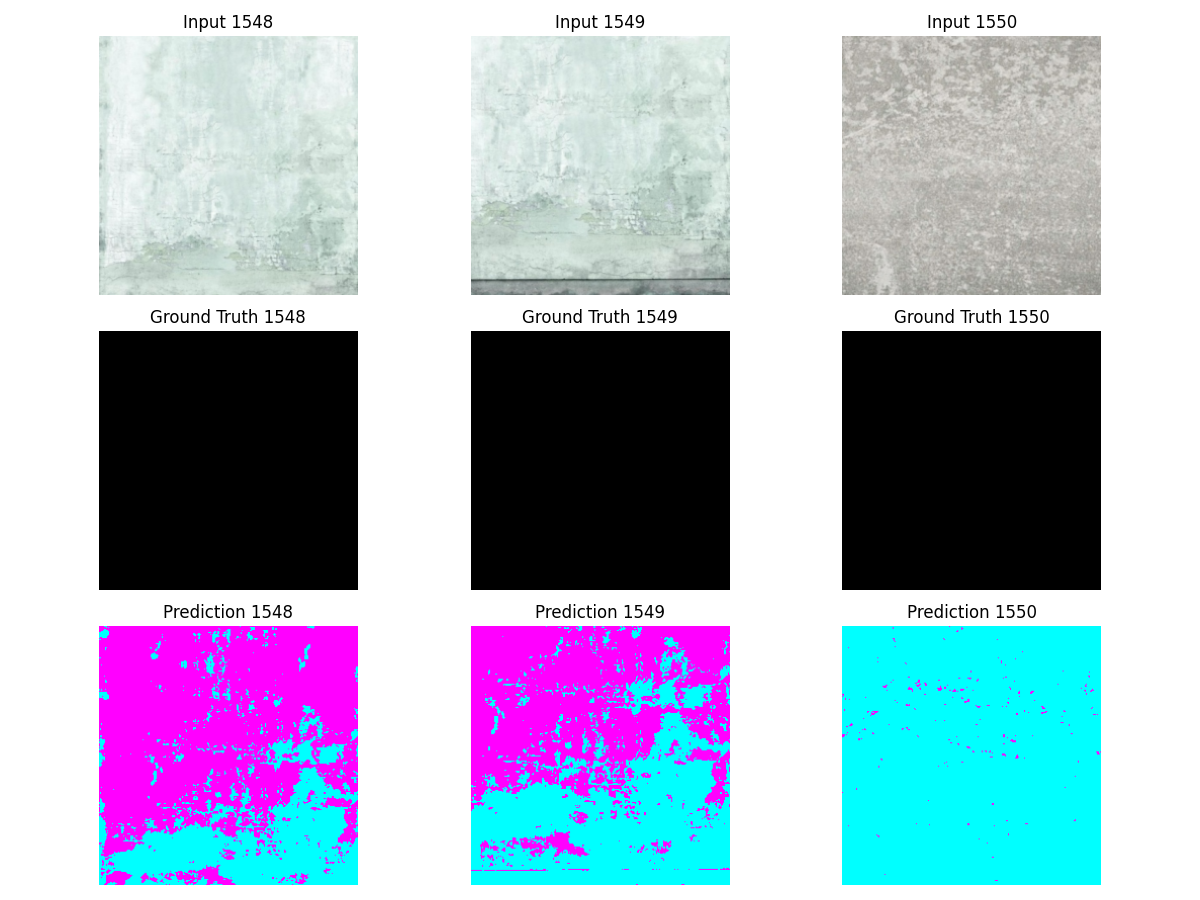 Input 1548
Input 1549
Input 1550
Ground Truth 1548
Ground Truth 1549
Ground Truth 1550
Prediction 1548
Prediction 1549
Prediction 1550